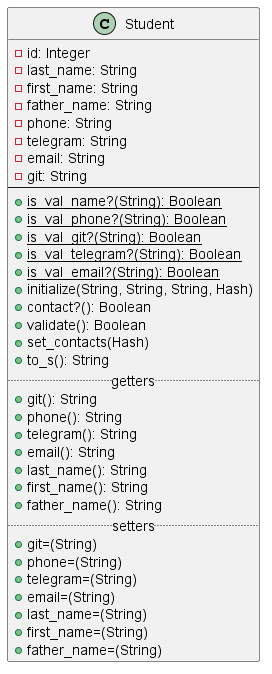 C Student
id: Integer
last_name: String
first_name: String
father_name: String
phone: String
telegram: String
email: String
git: String
is_val_name?(String): Boolean
is_val_phone?(String): Boolean
is_val_git?(String): Boolean
is_val_telegram?(String): Boolean
is_val_email?(String): Boolean
initialize(String, String, String, Hash)
contact?(): Boolean
validate(): Boolean
set_contacts(Hash)
to_s(): String
getters
git(): String
phone(): String
telegram(): String
email(): String
last_name(): String
first_name(): String
father_name(): String
setters
git=(String)
phone=(String)
telegram=(String)
email=(String)
last_name=(String)
first_name=(String)
father_name=(String)